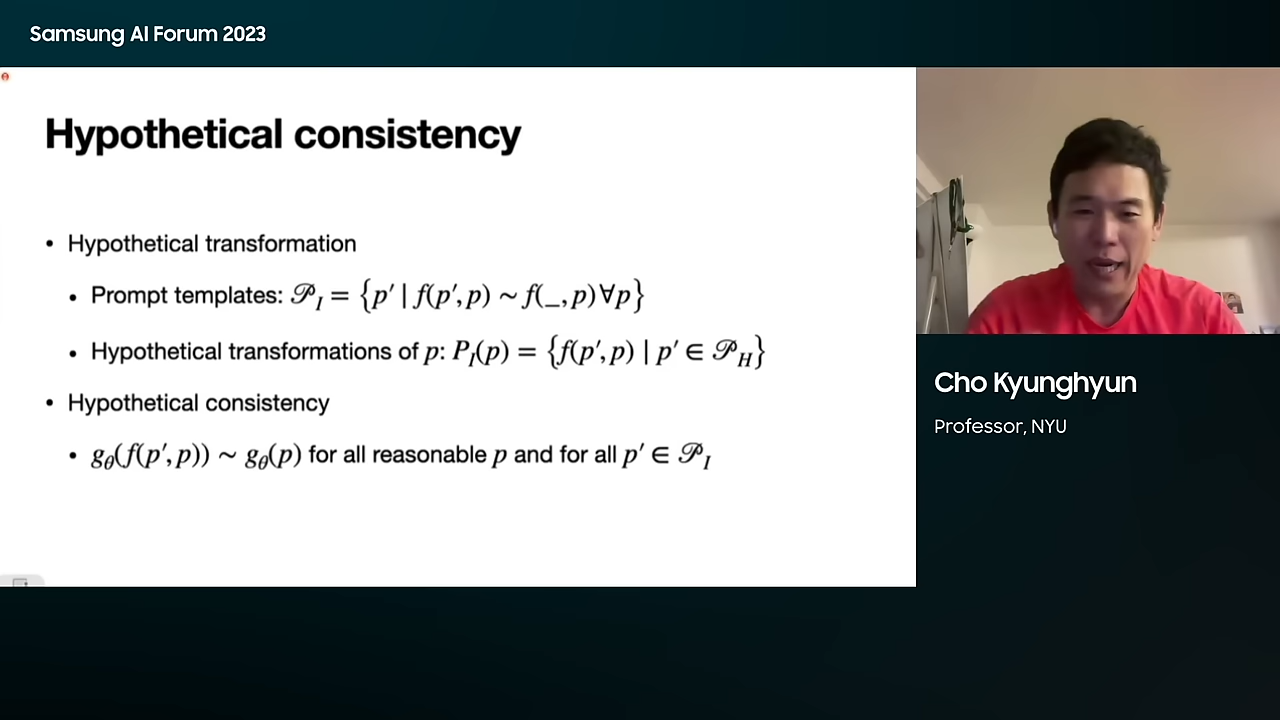 Samsung AI Forum 2023
Hypothetical consistency
• Hypothetical transformation
• Prompt templates: 𝒫_I = {p′ | f(p′, p) ∼ f(_, p)∀p}
• Hypothetical transformations of p: P_I(p) = {f(p′, p) | p′ ∈ 𝒫_H}
• Hypothetical consistency
• g_θ(f(p′, p)) ∼ g_θ(p) for all reasonable p and for all p′ ∈ 𝒫_I
Cho Kyunghyun
Professor, NYU